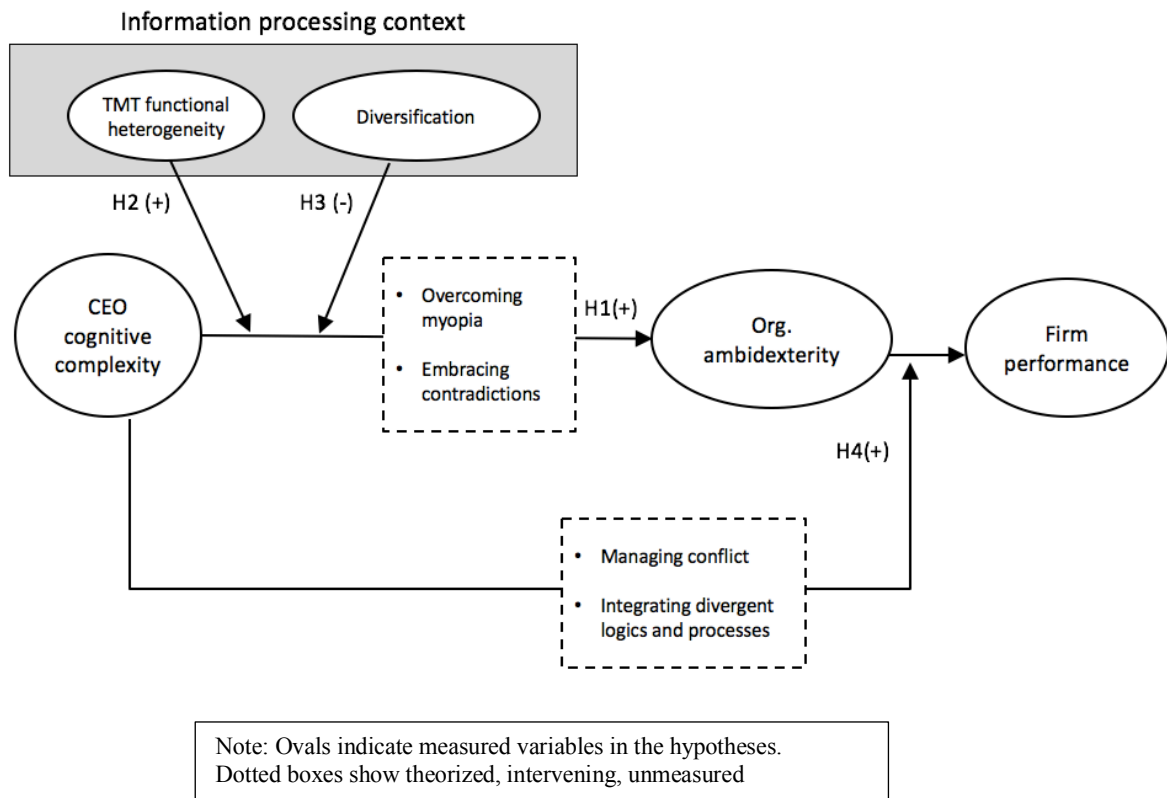 Information processing context
TMT functional
heterogeneity
Diversification
H2 (+)
H3 (-)
CEO
cognitive
complexity
• Overcoming
myopia
• Embracing
contradictions
H1(+)
Org.
ambidexterity
Firm
performance
H4(+)
• Managing conflict
• Integrating divergent
logics and processes
Note: Ovals indicate measured variables in the hypotheses.
Dotted boxes show theorized, intervening, unmeasured